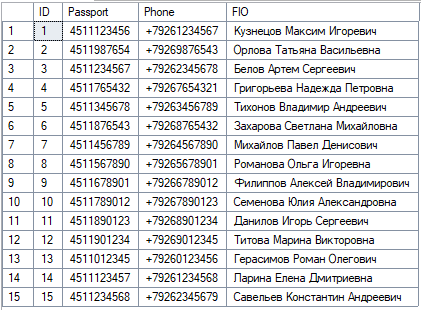 ID Passport Phone FIO
1 1 4511123456 +79261234567 Кузнецов Максим Игоревич
2 2 4511987654 +79269876543 Орлова Татьяна Васильевна
3 3 4511234567 +79262345678 Белов Артем Сергеевич
4 4 4511765432 +79267654321 Григорьева Надежда Петровна
5 5 4511345678 +79263456789 Тихонов Владимир Андреевич
6 6 4511876543 +79268765432 Захарова Светлана Михайловна
7 7 4511456789 +79264567890 Михайлов Павел Денисович
8 8 4511567890 +79265678901 Романова Ольга Игоревна
9 9 4511678901 +79266789012 Филиппов Алексей Владимирович
10 10 4511789012 +79267890123 Семенова Юлия Александровна
11 11 4511890123 +79268901234 Данилов Игорь Сергеевич
12 12 4511901234 +79269012345 Титова Марина Викторовна
13 13 4511012345 +79260123456 Герасимов Роман Олегович
14 14 4511123457 +79261234568 Ларина Елена Дмитриевна
15 15 4511234568 +79262345679 Савельев Константин Андреевич